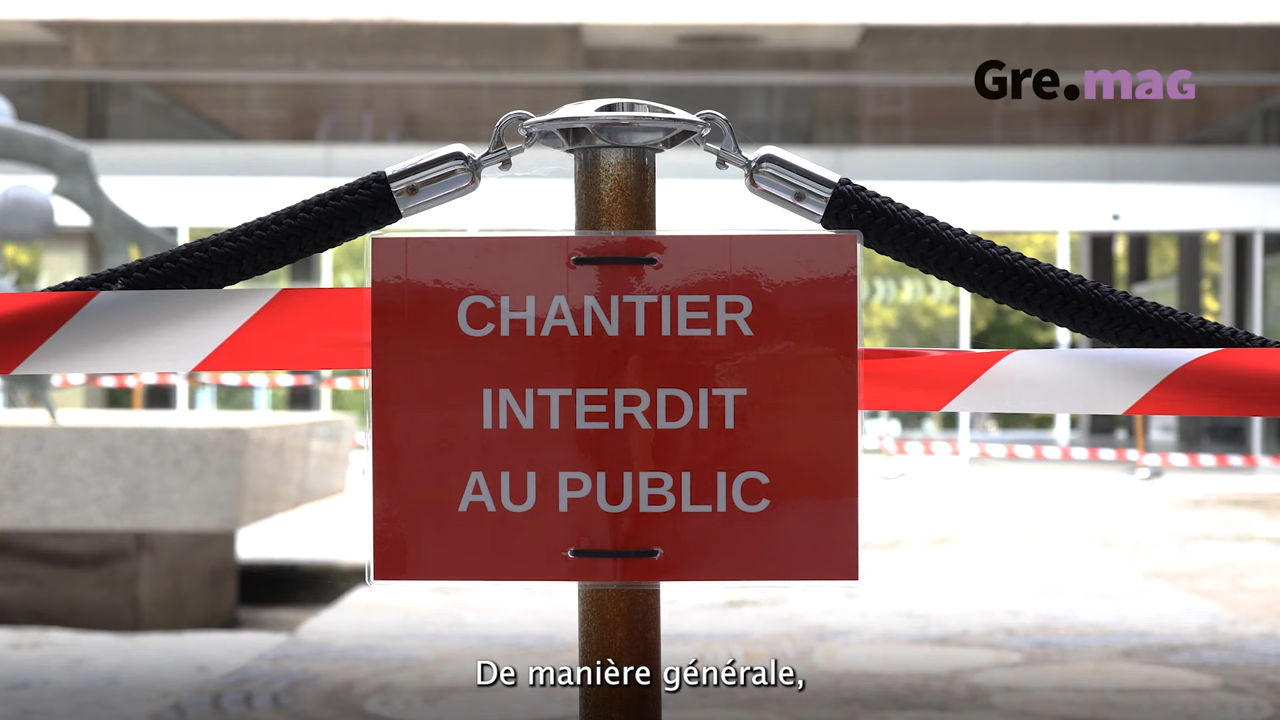 Gre.mag
CHANTIER
INTERDIT
AU PUBLIC
De manière générale,